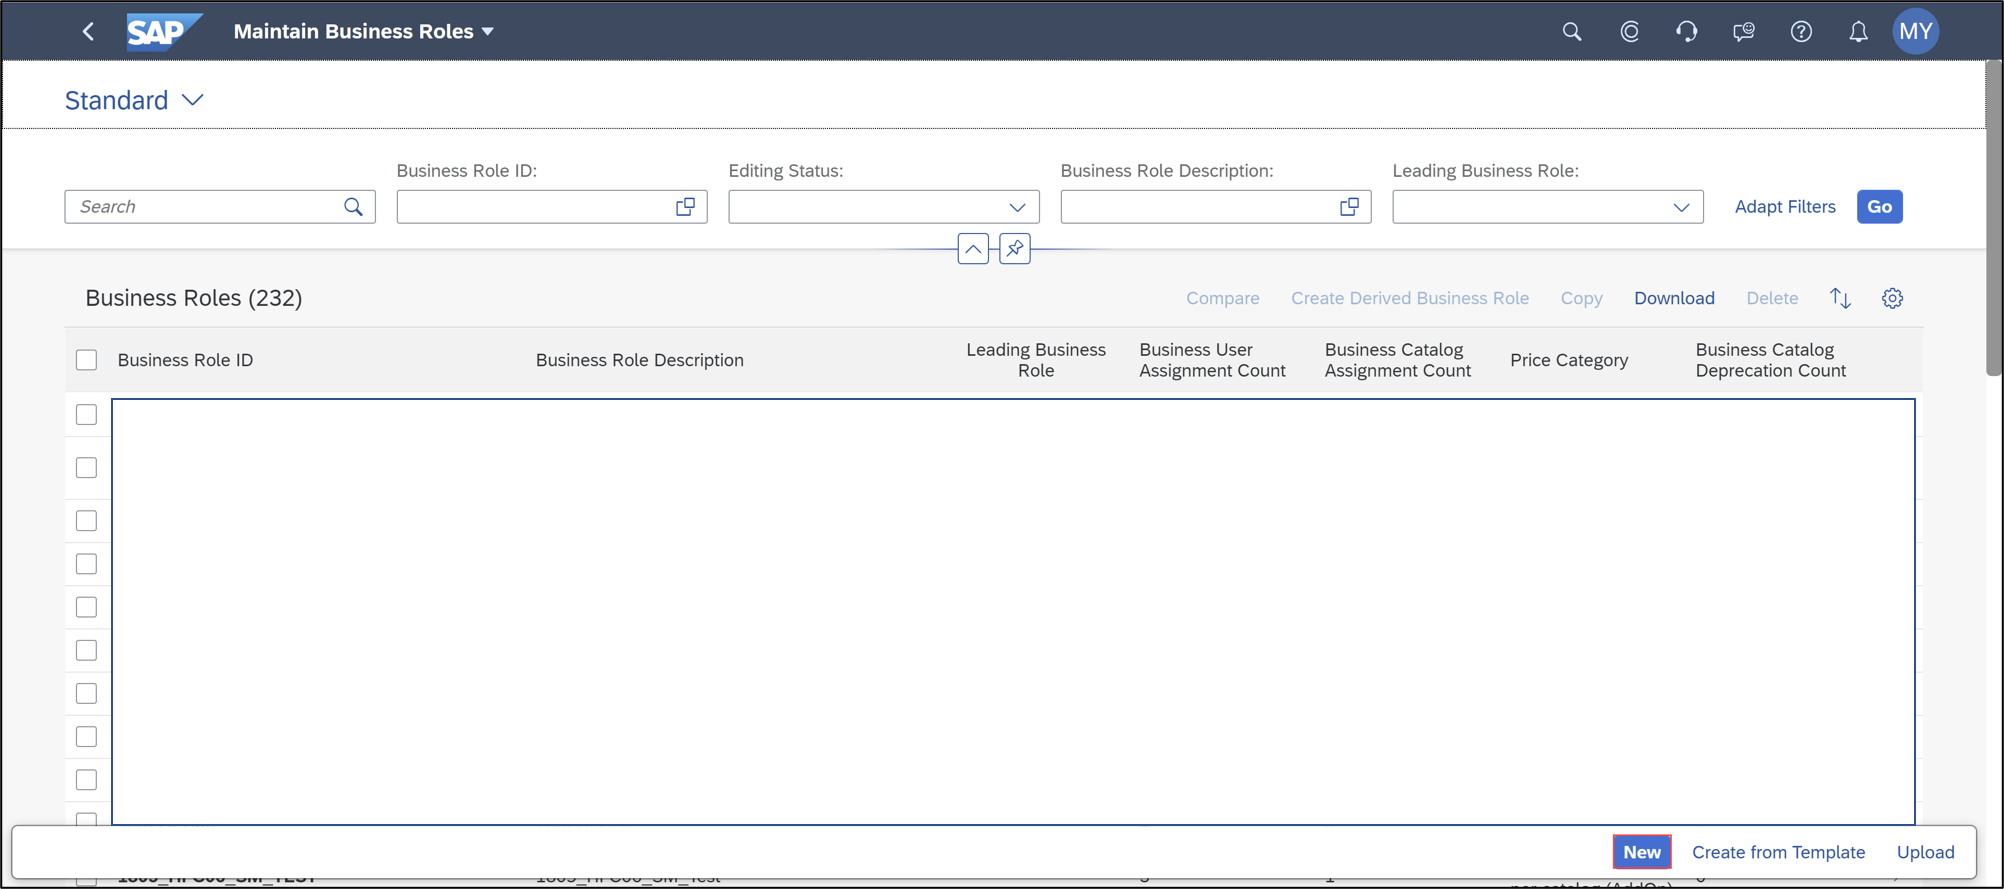 SAP Maintain Business Roles MY
Standard
Business Role ID: Editing Status: Business Role Description: Leading Business Role:
Search Adapt Filters Go
Business Roles (232) Compare Create Derived Business Role Copy Download Delete
Business Role ID Business Role Description Leading Business Role Business User Assignment Count Business Catalog Assignment Count Price Category Business Catalog Deprecation Count
New Create from Template Upload